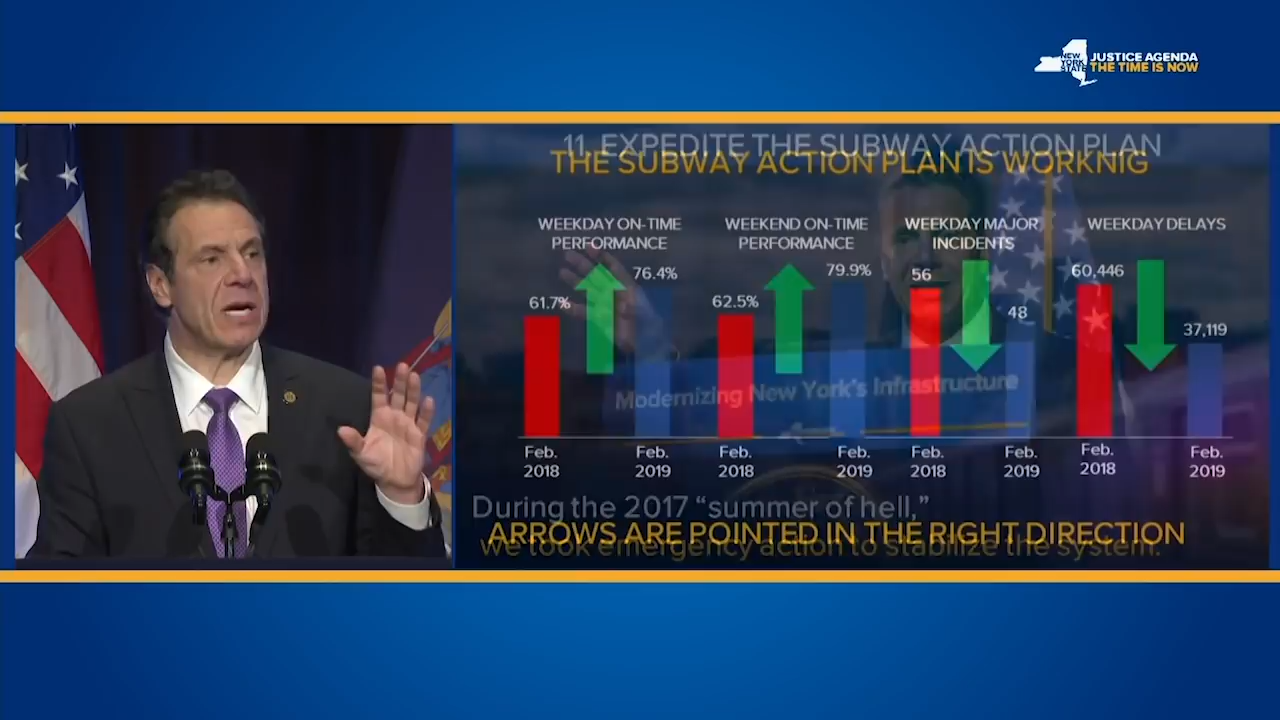 NEW
YORK
STATE
JUSTICE AGENDA
THE TIME IS NOW
11. EXPEDITE THE SUBWAY ACTION PLAN
THE SUBWAY ACTION PLAN IS WORKNIG
WEEKDAY ON-TIME
PERFORMANCE
WEEKEND ON-TIME
PERFORMANCE
WEEKDAY MAJOR
INCIDENTS
WEEKDAY DELAYS
61.7%
76.4%
62.5%
79.9%
56
48
60,446
37,119
Modernizing New York's Infrastructure
Feb.
2018
Feb.
2019
Feb.
2018
Feb.
2019
Feb.
2018
Feb.
2019
Feb.
2018
Feb.
2019
During the 2017 “summer of hell,”
ARROWS ARE POINTED IN THE RIGHT DIRECTION
we took emergency action to stabilize the system.